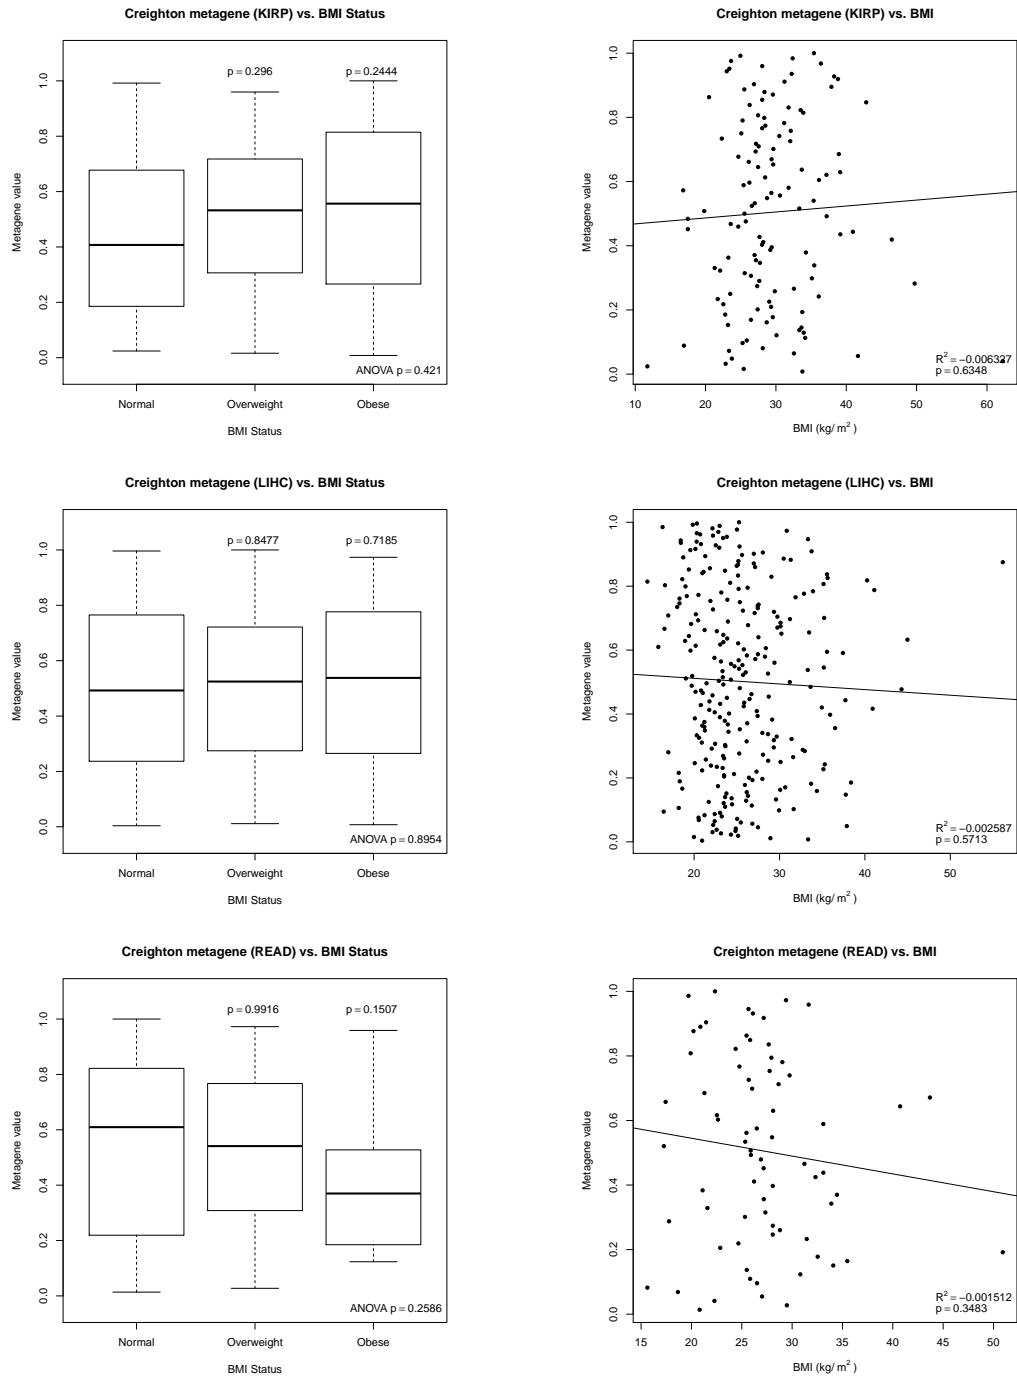 Creighton metagene (KIRP) vs. BMI Status
p = 0.296
p = 0.2444
Metagene value
0.0 0.2 0.4 0.6 0.8 1.0
ANOVA p = 0.421
Normal Overweight Obese
BMI Status
Creighton metagene (KIRP) vs. BMI
Metagene value
0.0 0.2 0.4 0.6 0.8 1.0
R² = −0.006327
p = 0.6348
10 20 30 40 50 60
BMI (kg/ m² )
Creighton metagene (LIHC) vs. BMI Status
p = 0.8477
p = 0.7185
Metagene value
0.0 0.2 0.4 0.6 0.8 1.0
ANOVA p = 0.8954
Normal Overweight Obese
BMI Status
Creighton metagene (LIHC) vs. BMI
Metagene value
0.0 0.2 0.4 0.6 0.8 1.0
R² = −0.002587
p = 0.5713
20 30 40 50
BMI (kg/ m² )
Creighton metagene (READ) vs. BMI Status
p = 0.9916
p = 0.1507
Metagene value
0.0 0.2 0.4 0.6 0.8 1.0
ANOVA p = 0.2586
Normal Overweight Obese
BMI Status
Creighton metagene (READ) vs. BMI
Metagene value
0.0 0.2 0.4 0.6 0.8 1.0
R² = −0.001512
p = 0.3483
15 20 25 30 35 40 45 50
BMI (kg/ m² )